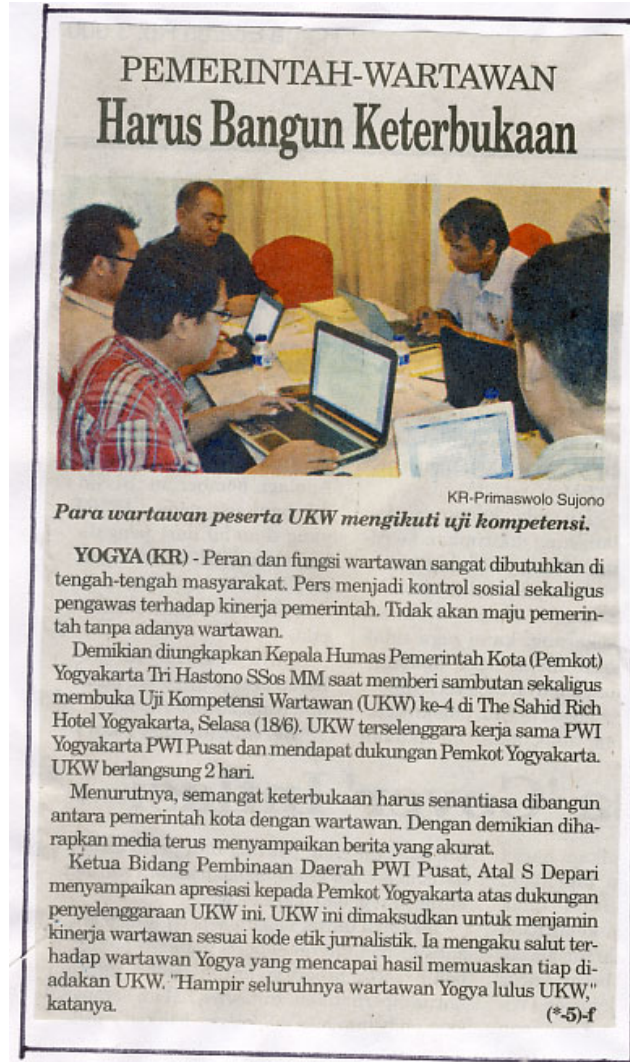 PEMERINTAH-WARTAWAN
Harus Bangun Keterbukaan
KR-Primaswolo Sujono
Para wartawan peserta UKW mengikuti uji kompetensi.
YOGYA (KR) - Peran dan fungsi wartawan sangat dibutuhkan di
tengah-tengah masyarakat. Pers menjadi kontrol sosial sekaligus
pengawas terhadap kinerja pemerintah. Tidak akan maju pemerin-
tah tanpa adanya wartawan.
Demikian diungkapkan Kepala Humas Pemerintah Kota (Pemkot)
Yogyakarta Tri Hastono SSos MM saat memberi sambutan sekaligus
membuka Uji Kompetensi Wartawan (UKW) ke-4 di The Sahid Rich
Hotel Yogyakarta, Selasa (18/6). UKW terselenggara kerja sama PWI
Yogyakarta PWI Pusat dan mendapat dukungan Pemkot Yogyakarta.
UKW berlangsung 2 hari.
Menurutnya, semangat keterbukaan harus senantiasa dibangun
antara pemerintah kota dengan wartawan. Dengan demikian diha-
rapkan media terus menyampaikan berita yang akurat.
Ketua Bidang Pembinaan Daerah PWI Pusat, Atal S Depari
menyampaikan apresiasi kepada Pemkot Yogyakarta atas dukungan
penyelenggaraan UKW ini. UKW ini dimaksudkan untuk menjamin
kinerja wartawan sesuai kode etik jurnalistik. Ia mengaku salut ter-
hadap wartawan Yogya yang mencapai hasil memuaskan tiap di-
adakan UKW. "Hampir seluruhnya wartawan Yogya lulus UKW,"
katanya.
(*-5)-f